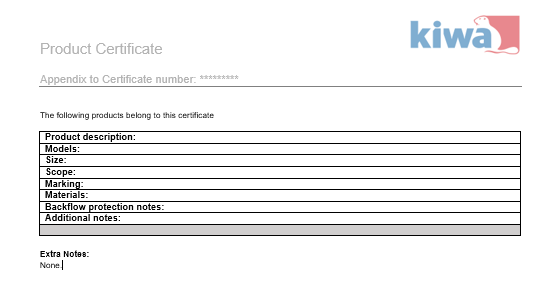 kiwa
Product Certificate
Appendix to Certificate number: *********
The following products belong to this certificate
Product description:
Models:
Size:
Scope:
Marking:
Materials:
Backflow protection notes:
Additional notes:
Extra Notes:
None.